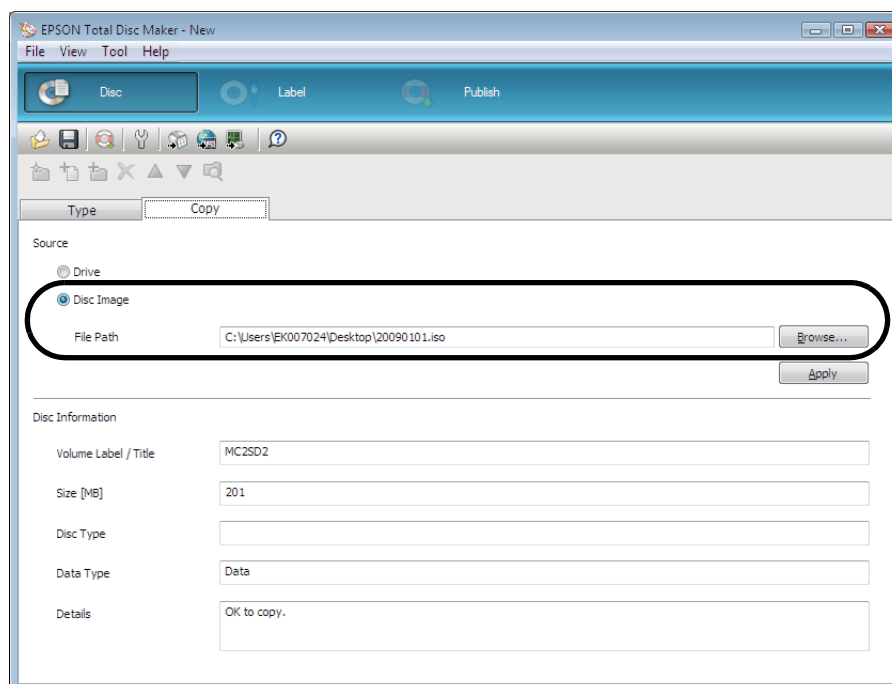 EPSON Total Disc Maker - New
File View Tool Help
Disc Label Publish
Type Copy
Source
Drive
Disc Image
File Path C:\Users\EK007024\Desktop\20090101.iso Browse...
Apply
Disc Information
Volume Label / Title MC2SD2
Size [MB] 201
Disc Type
Data Type Data
Details OK to copy.